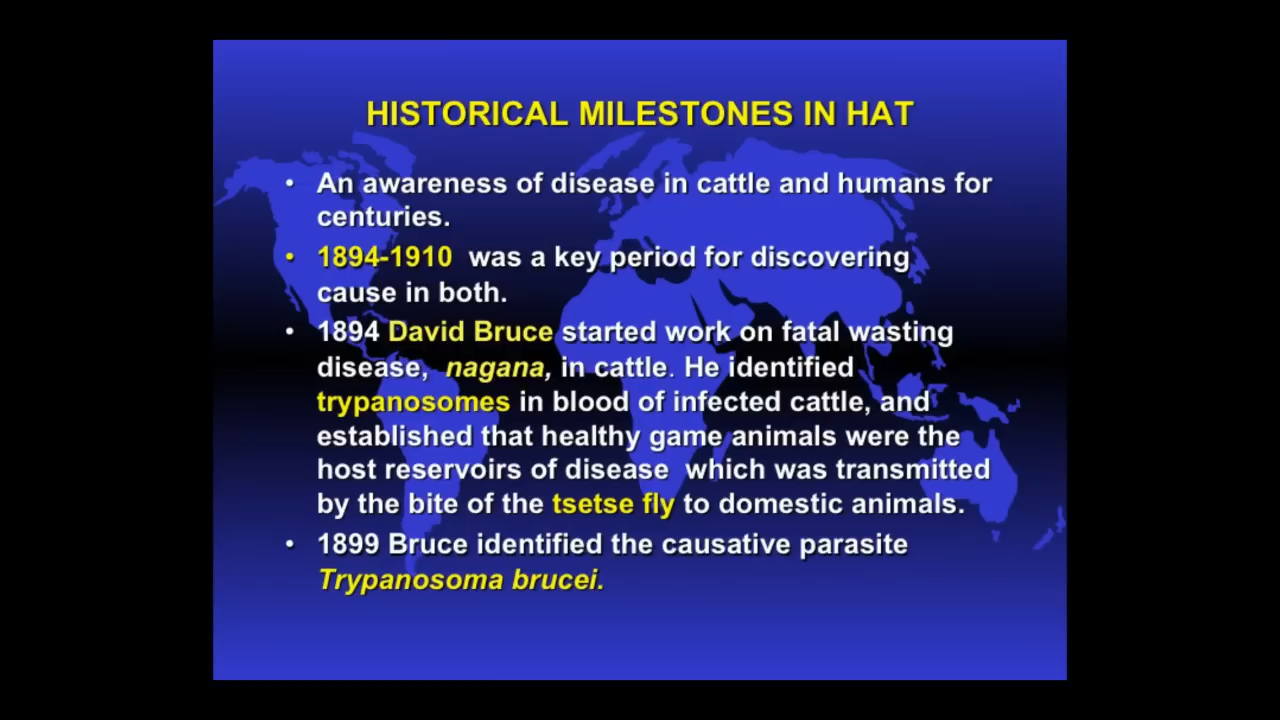 HISTORICAL MILESTONES IN HAT
• An awareness of disease in cattle and humans for
centuries.
• 1894-1910 was a key period for discovering
cause in both.
• 1894 David Bruce started work on fatal wasting
disease, nagana, in cattle. He identified
trypanosomes in blood of infected cattle, and
established that healthy game animals were the
host reservoirs of disease which was transmitted
by the bite of the tsetse fly to domestic animals.
• 1899 Bruce identified the causative parasite
Trypanosoma brucei.